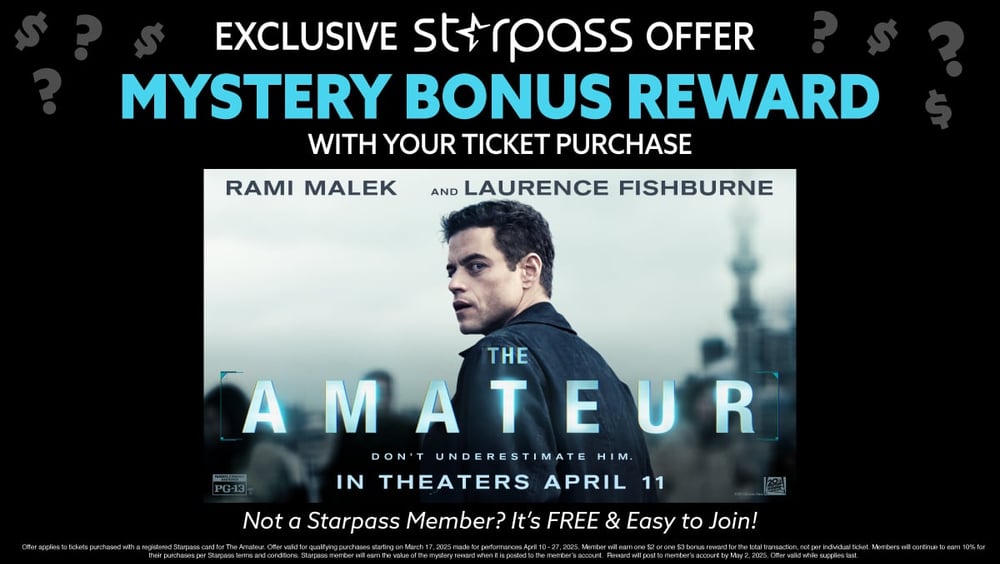 EXCLUSIVE starpass OFFER
MYSTERY BONUS REWARD
WITH YOUR TICKET PURCHASE
RAMI MALEK AND LAURENCE FISHBURNE
THE
AMATEUR
DON'T UNDERESTIMATE HIM.
IN THEATERS APRIL 11
PG-13
Not a Starpass Member? It's FREE & Easy to Join!
Offer applies to tickets purchased with a registered Starpass card for The Amateur. Offer valid for qualifying purchases starting on March 17, 2025 made for performances April 10 - 27, 2025. Member will earn one $2 or one $3 bonus reward for the total transaction, not per individual ticket. Members will continue to earn 10% for
their purchases per Starpass terms and conditions. Starpass member will earn the value of the mystery reward when it is posted to the member's account. Reward will post to member's account by May 2, 2025. Offer valid while supplies last.